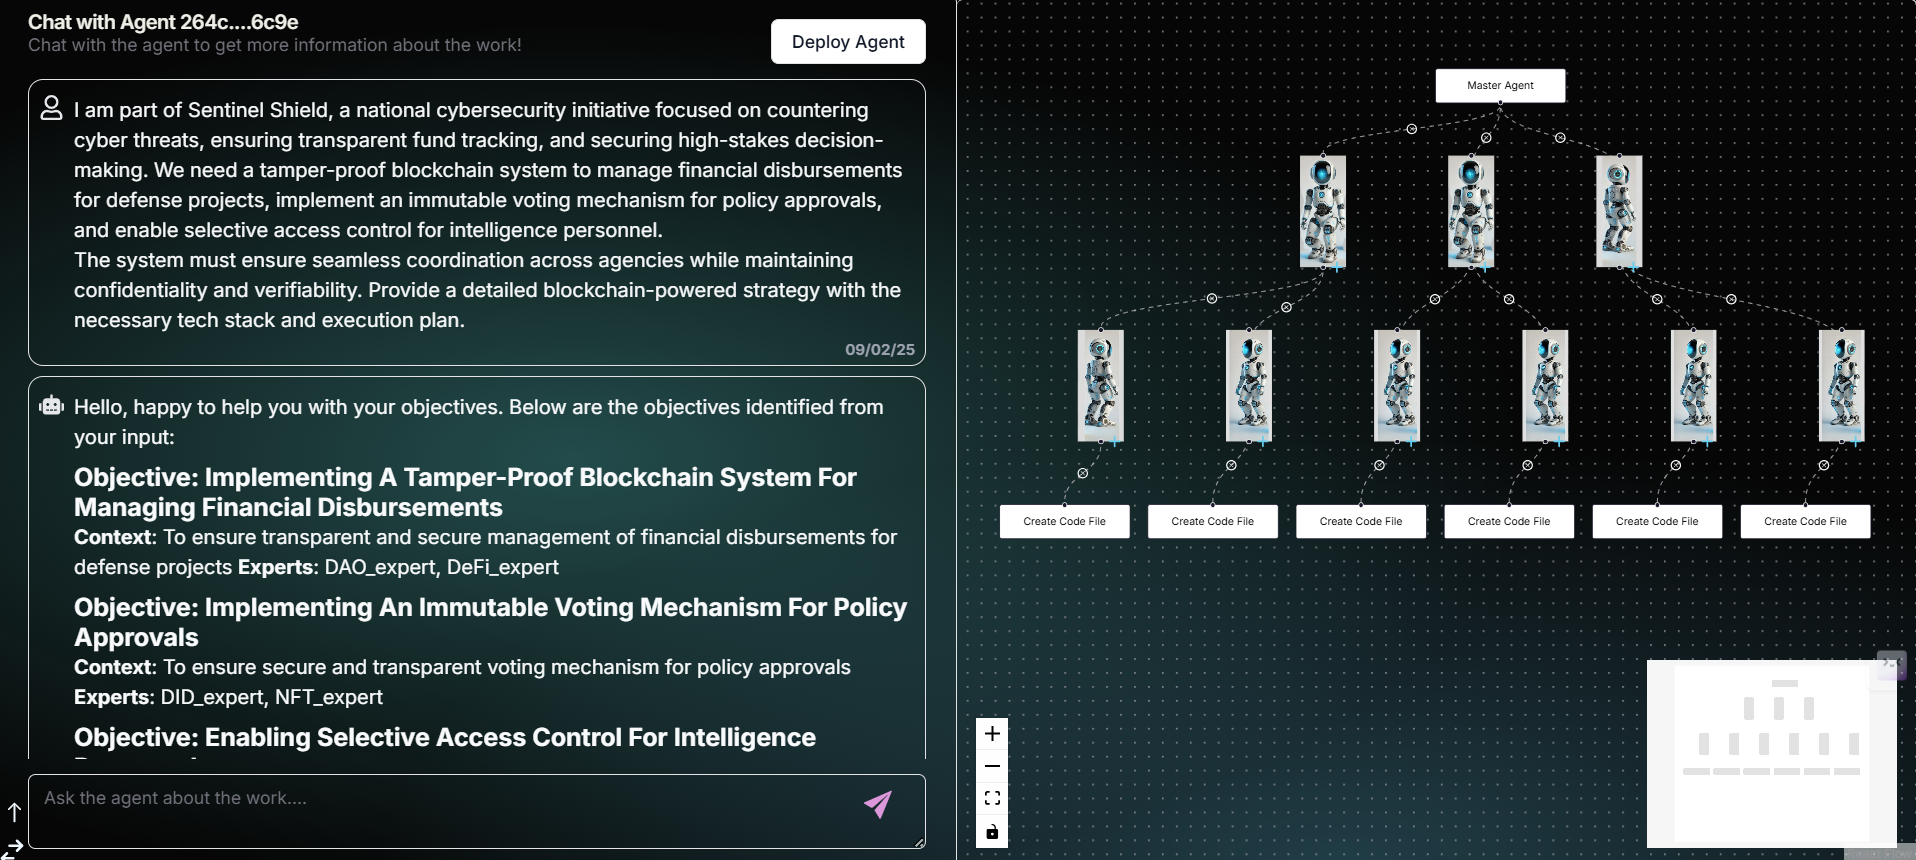 Chat with Agent 264c....6c9e
Chat with the agent to get more information about the work!
Deploy Agent
I am part of Sentinel Shield, a national cybersecurity initiative focused on countering
cyber threats, ensuring transparent fund tracking, and securing high-stakes decision-
making. We need a tamper-proof blockchain system to manage financial disbursements
for defense projects, implement an immutable voting mechanism for policy approvals,
and enable selective access control for intelligence personnel.
The system must ensure seamless coordination across agencies while maintaining
confidentiality and verifiability. Provide a detailed blockchain-powered strategy with the
necessary tech stack and execution plan.
09/02/25
Hello, happy to help you with your objectives. Below are the objectives identified from
your input:
Objective: Implementing A Tamper-Proof Blockchain System For
Managing Financial Disbursements
Context: To ensure transparent and secure management of financial disbursements for
defense projects Experts: DAO_expert, DeFi_expert
Objective: Implementing An Immutable Voting Mechanism For Policy
Approvals
Context: To ensure secure and transparent voting mechanism for policy approvals
Experts: DID_expert, NFT_expert
Objective: Enabling Selective Access Control For Intelligence
Ask the agent about the work....
Master Agent
Create Code File
Create Code File
Create Code File
Create Code File
Create Code File
Create Code File